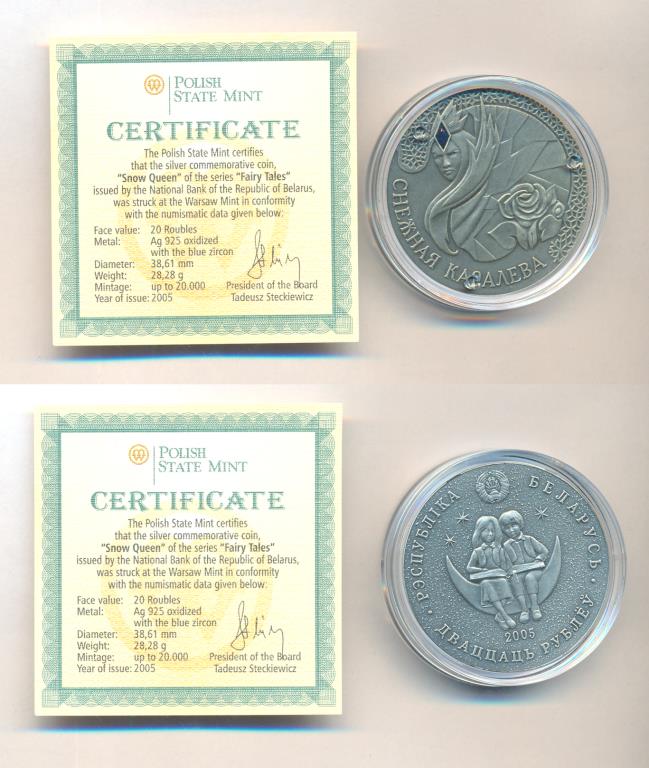 POLISH
STATE MINT
CERTIFICATE
The Polish State Mint certifies
that the silver commemorative coin,
"Snow Queen" of the series "Fairy Tales"
issued by the National Bank of the Republic of Belarus,
was struck at the Warsaw Mint in conformity
with the numismatic data given below:
Face value: 20 Roubles
Metal: Ag 925 oxidized
with the blue zircon
Diameter: 38,61 mm
Weight: 28,28 g
Mintage: up to 20.000 President of the Board
Year of issue: 2005 Tadeusz Steckiewicz
СНЕЖНАЯ КАРАЛЕВА
POLISH
STATE MINT
CERTIFICATE
The Polish State Mint certifies
that the silver commemorative coin,
"Snow Queen" of the series "Fairy Tales"
issued by the National Bank of the Republic of Belarus,
was struck at the Warsaw Mint in conformity
with the numismatic data given below:
Face value: 20 Roubles
Metal: Ag 925 oxidized
with the blue zircon
Diameter: 38,61 mm
Weight: 28,28 g
Mintage: up to 20.000 President of the Board
Year of issue: 2005 Tadeusz Steckiewicz
РЭСПУБЛІКА БЕЛАРУСЬ
2005
ДВАЦЦАЦЬ РУБЛЁЎ